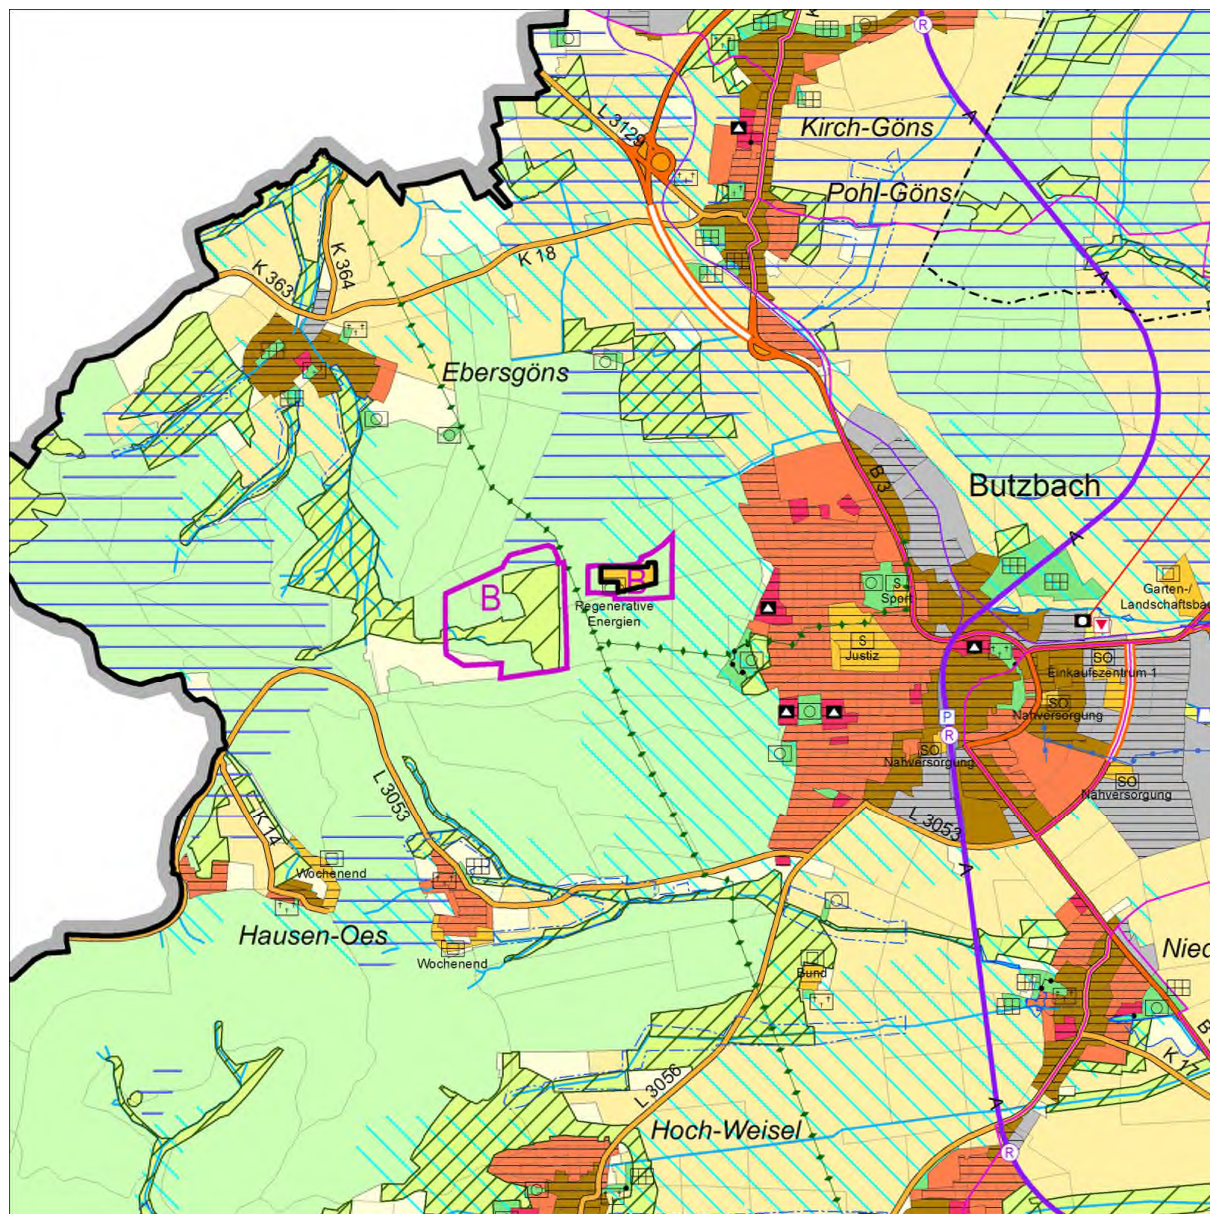 R
L 3129
Kirch-Göns
A
Pohl-Göns
K 364
K 18
K 363
A
Ebersgöns
B 3
Butzbach
A
B
B
Regenerative
Energien
S
Sport
Garten-/
S
Justiz
SO
Einkaufszentrum 1
SO
Nahversorgung
P
R
SO
Nahversorgung
SO
Nahversorgung
L 3053
L 3053
K 14
A
Wochenend
Hausen-Oes
Wochenend
Bund
L 3056
A
Hoch-Weisel
R